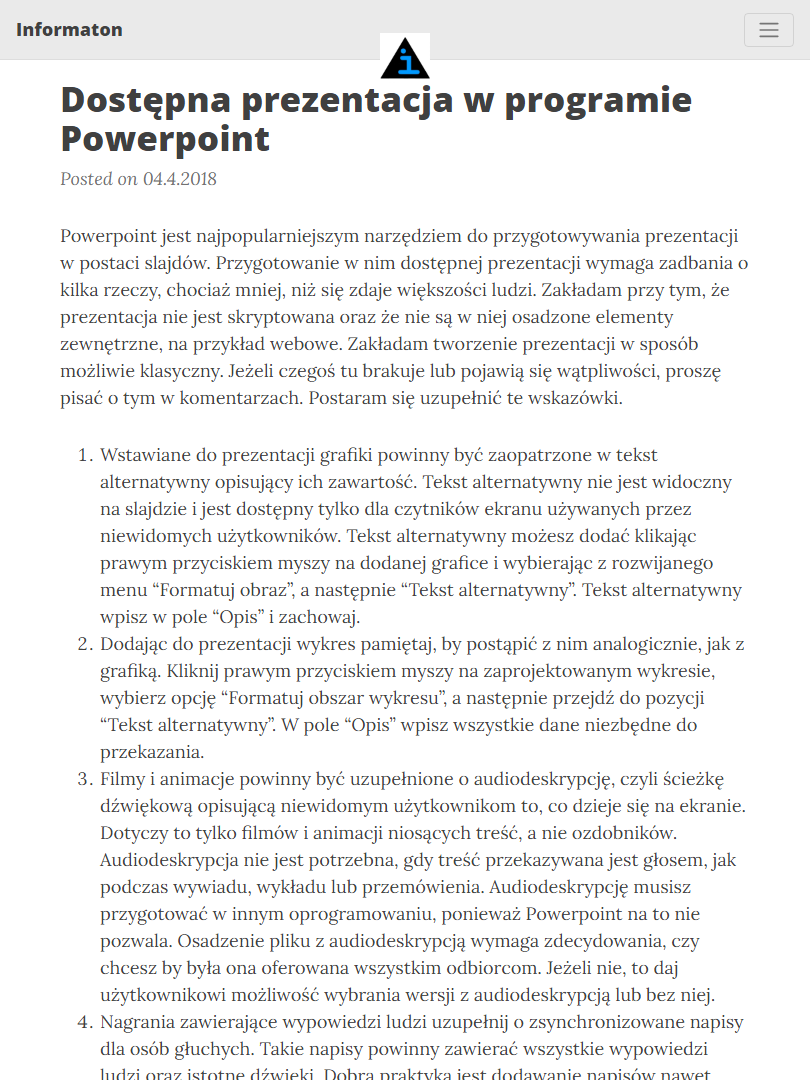 Informaton
i
Dostępna prezentacja w programie
Powerpoint
Posted on 04.4.2018
Powerpoint jest najpopularniejszym narzędziem do przygotowywania prezentacji
w postaci slajdów. Przygotowanie w nim dostępnej prezentacji wymaga zadbania o
kilka rzeczy, chociaż mniej, niż się zdaje większości ludzi. Zakładam przy tym, że
prezentacja nie jest skryptowana oraz że nie są w niej osadzone elementy
zewnętrzne, na przykład webowe. Zakładam tworzenie prezentacji w sposób
możliwie klasyczny. Jeżeli czegoś tu brakuje lub pojawią się wątpliwości, proszę
pisać o tym w komentarzach. Postaram się uzupełnić te wskazówki.
1. Wstawiane do prezentacji grafiki powinny być zaopatrzone w tekst
alternatywny opisujący ich zawartość. Tekst alternatywny nie jest widoczny
na slajdzie i jest dostępny tylko dla czytników ekranu używanych przez
niewidomych użytkowników. Tekst alternatywny możesz dodać klikając
prawym przyciskiem myszy na dodanej grafice i wybierając z rozwijanego
menu “Formatuj obraz”, a następnie “Tekst alternatywny”. Tekst alternatywny
wpisz w pole “Opis” i zachowaj.
2. Dodając do prezentacji wykres pamiętaj, by postąpić z nim analogicznie, jak z
grafiką. Kliknij prawym przyciskiem myszy na zaprojektowanym wykresie,
wybierz opcję “Formatuj obszar wykresu”, a następnie przejdź do pozycji
“Tekst alternatywny”. W pole “Opis” wpisz wszystkie dane niezbędne do
przekazania.
3. Filmy i animacje powinny być uzupełnione o audiodeskrypcję, czyli ścieżkę
dźwiękową opisującą niewidomym użytkownikom to, co dzieje się na ekranie.
Dotyczy to tylko filmów i animacji niosących treść, a nie ozdobników.
Audiodeskrypcja nie jest potrzebna, gdy treść przekazywana jest głosem, jak
podczas wywiadu, wykładu lub przemówienia. Audiodeskrypcję musisz
przygotować w innym oprogramowaniu, ponieważ Powerpoint na to nie
pozwala. Osadzenie pliku z audiodeskrypcją wymaga zdecydowania, czy
chcesz by była ona oferowana wszystkim odbiorcom. Jeżeli nie, to daj
użytkownikowi możliwość wybrania wersji z audiodeskrypcją lub bez niej.
4. Nagrania zawierające wypowiedzi ludzi uzupełnij o zsynchronizowane napisy
dla osób głuchych. Takie napisy powinny zawierać wszystkie wypowiedzi
ludzi oraz istotne dźwięki. Dobrą praktyką jest dodawanie napisów nawet